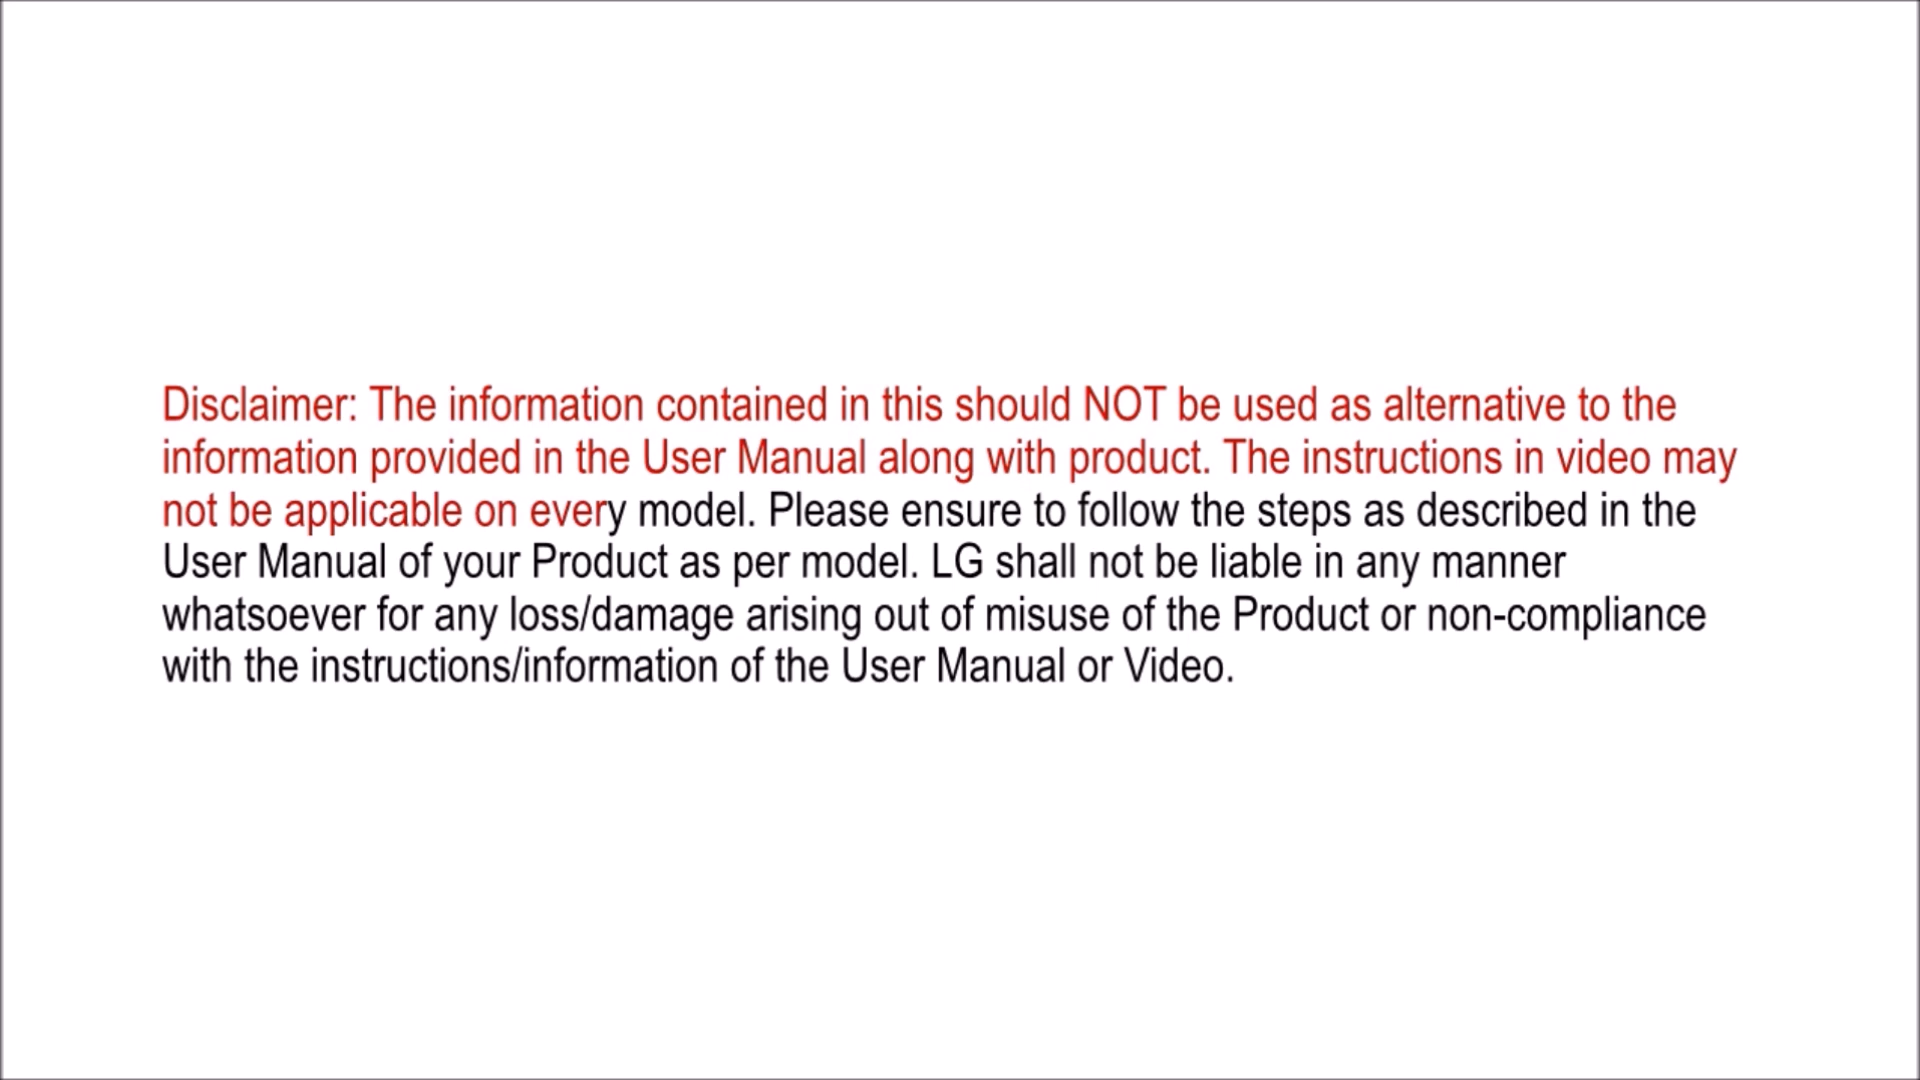 Disclaimer: The information contained in this should NOT be used as alternative to the
information provided in the User Manual along with product. The instructions in video may
not be applicable on every model. Please ensure to follow the steps as described in the
User Manual of your Product as per model. LG shall not be liable in any manner
whatsoever for any loss/damage arising out of misuse of the Product or non-compliance
with the instructions/information of the User Manual or Video.